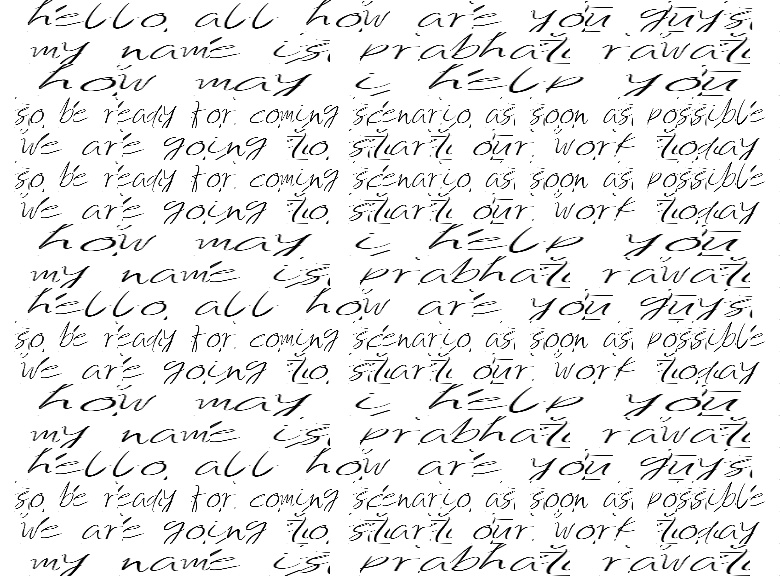 hello all how are you guys
my name is prabhat rawat
how may i help you
so be ready for coming scenario as soon as possible
We are going to start our work today
so be ready for coming scenario as soon as possible
We are going to start our work today
how may i help you
my name is prabhat rawat
hello all how are you guys
so be ready for coming scenario as soon as possible
We are going to start our work today
how may i help you
my name is prabhat rawat
hello all how are you guys
so be ready for coming scenario as soon as possible
We are going to start our work today
my name is prabhat rawat